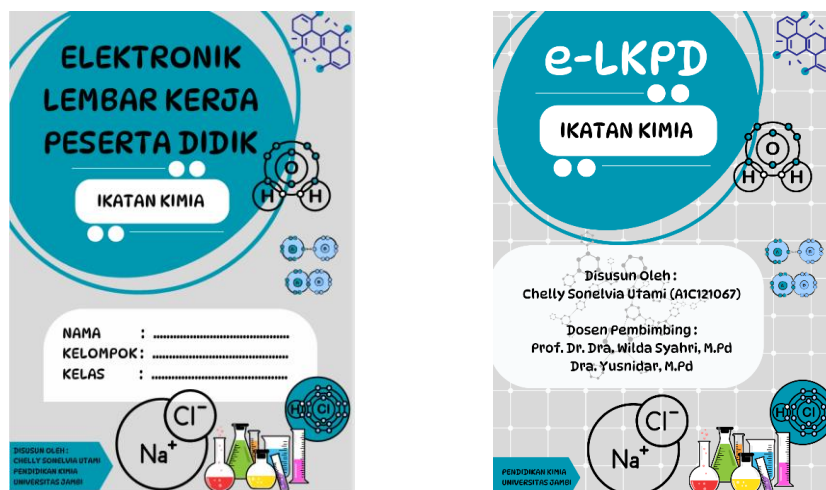 ELEKTRONIK
LEMBAR KERJA
PESERTA DIDIK
IKATAN KIMIA
O
H H
NAMA : ....................................
KELOMPOK : ....................................
KELAS : ....................................
Cl⁻
Na⁺
H Cl
DISUSUN OLEH :
CHELLY SONELVIA UTAMI
PENDIDIKAN KIMIA
UNIVERSITAS JAMBI
e-LKPD
IKATAN KIMIA
O
H H
Disusun Oleh :
Chelly Sonelvia Utami (A1C121067)
Dosen Pembimbing :
Prof. Dr. Dra. Wilda Syahri, M.Pd
Dra. Yusnidar, M.Pd
Cl⁻
Na⁺
H Cl
PENDIDIKAN KIMIA
UNIVERSITAS JAMBI